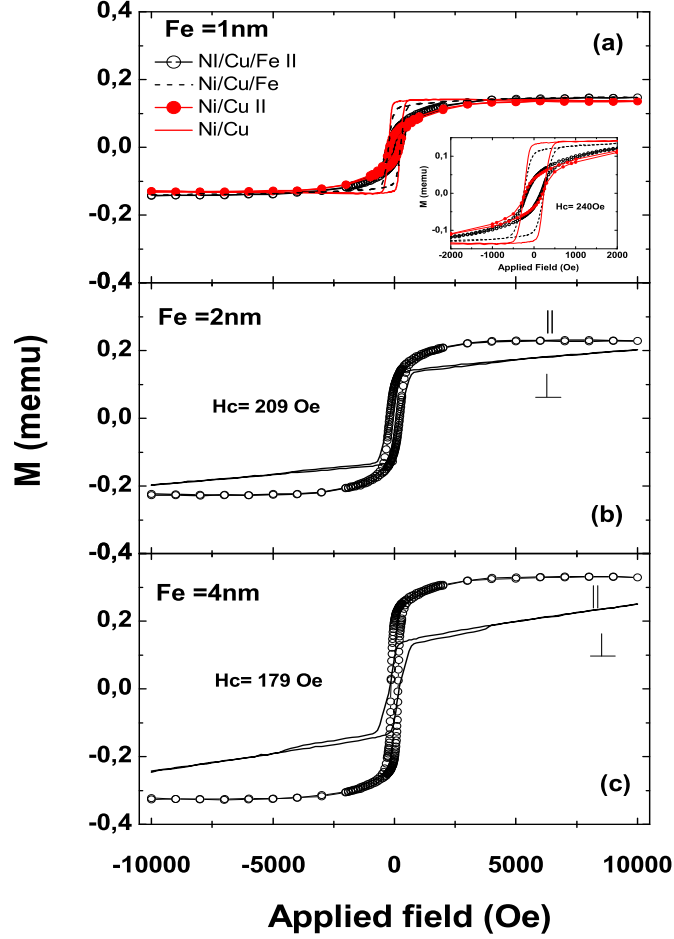 Fe =1nm
(a)
NI/Cu/Fe II
Ni/Cu/Fe
Ni/Cu II
Ni/Cu
0,4
0,2
0,0
-0,2
-0,4
M (memu)
0,1
0,0
-0,1
Hc= 240Oe
-2000 -1000 0 1000 2000
Applied Field (Oe)
Fe =2nm
||
⊥
Hc= 209 Oe
(b)
0,2
0,0
-0,2
-0,4
M (memu)
Fe =4nm
||
⊥
Hc= 179 Oe
(c)
0,2
0,0
-0,2
-0,4
-10000 -5000 0 5000 10000
Applied field (Oe)